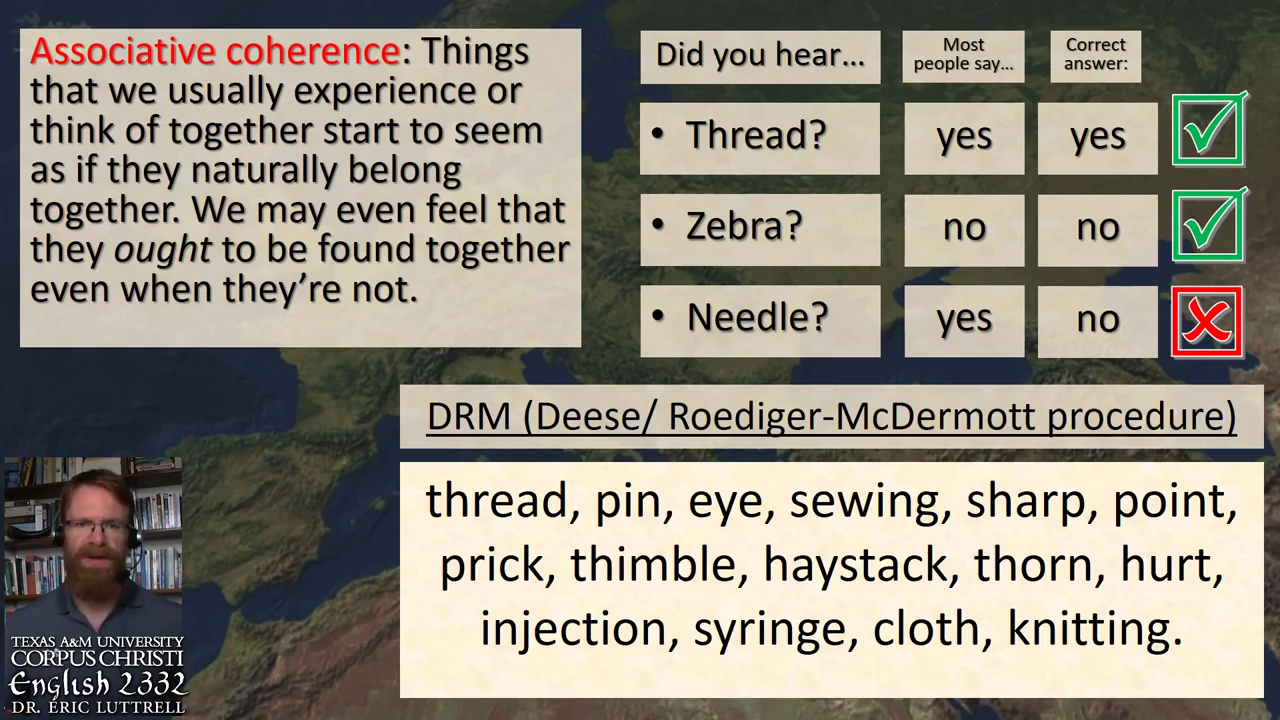 Associative coherence: Things
that we usually experience or
think of together start to seem
as if they naturally belong
together. We may even feel that
they ought to be found together
even when they’re not.
Did you hear…
Most
people say…
Correct
answer:
• Thread?
yes
yes
• Zebra?
no
no
• Needle?
yes
no
DRM (Deese/ Roediger-McDermott procedure)
thread, pin, eye, sewing, sharp, point,
prick, thimble, haystack, thorn, hurt,
injection, syringe, cloth, knitting.
TEXAS A&M UNIVERSITY
CORPUS CHRISTI
English 2332
DR. ERIC LUTTRELL